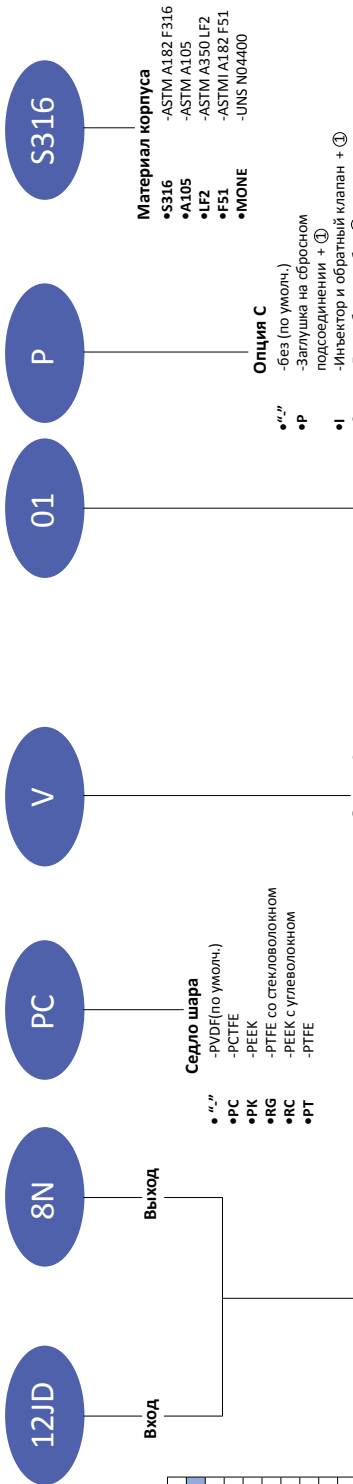 12JD
8N
PC
V
01
P
S316
Вход
Выход
Седло шара
• “-” -PVDF(по умолч.)
•PC -PCTFE
•PK -PEEK
•RG -PTFE со стекловолокном
•RC -PEEK с углеволокном
•PT -PTFE
Опция C
•“-” -без (по умолч.)
•P -Заглушка на сбросном
подсоединении + ①
•I -Инъектор и обратный клапан + ①
Материал корпуса
•S316 -ASTM A182 F316
•A105 -ASTM A105
•LF2 -ASTM A350 LF2
•F51 -ASTMI A182 F51
•MONE -UNS N04400